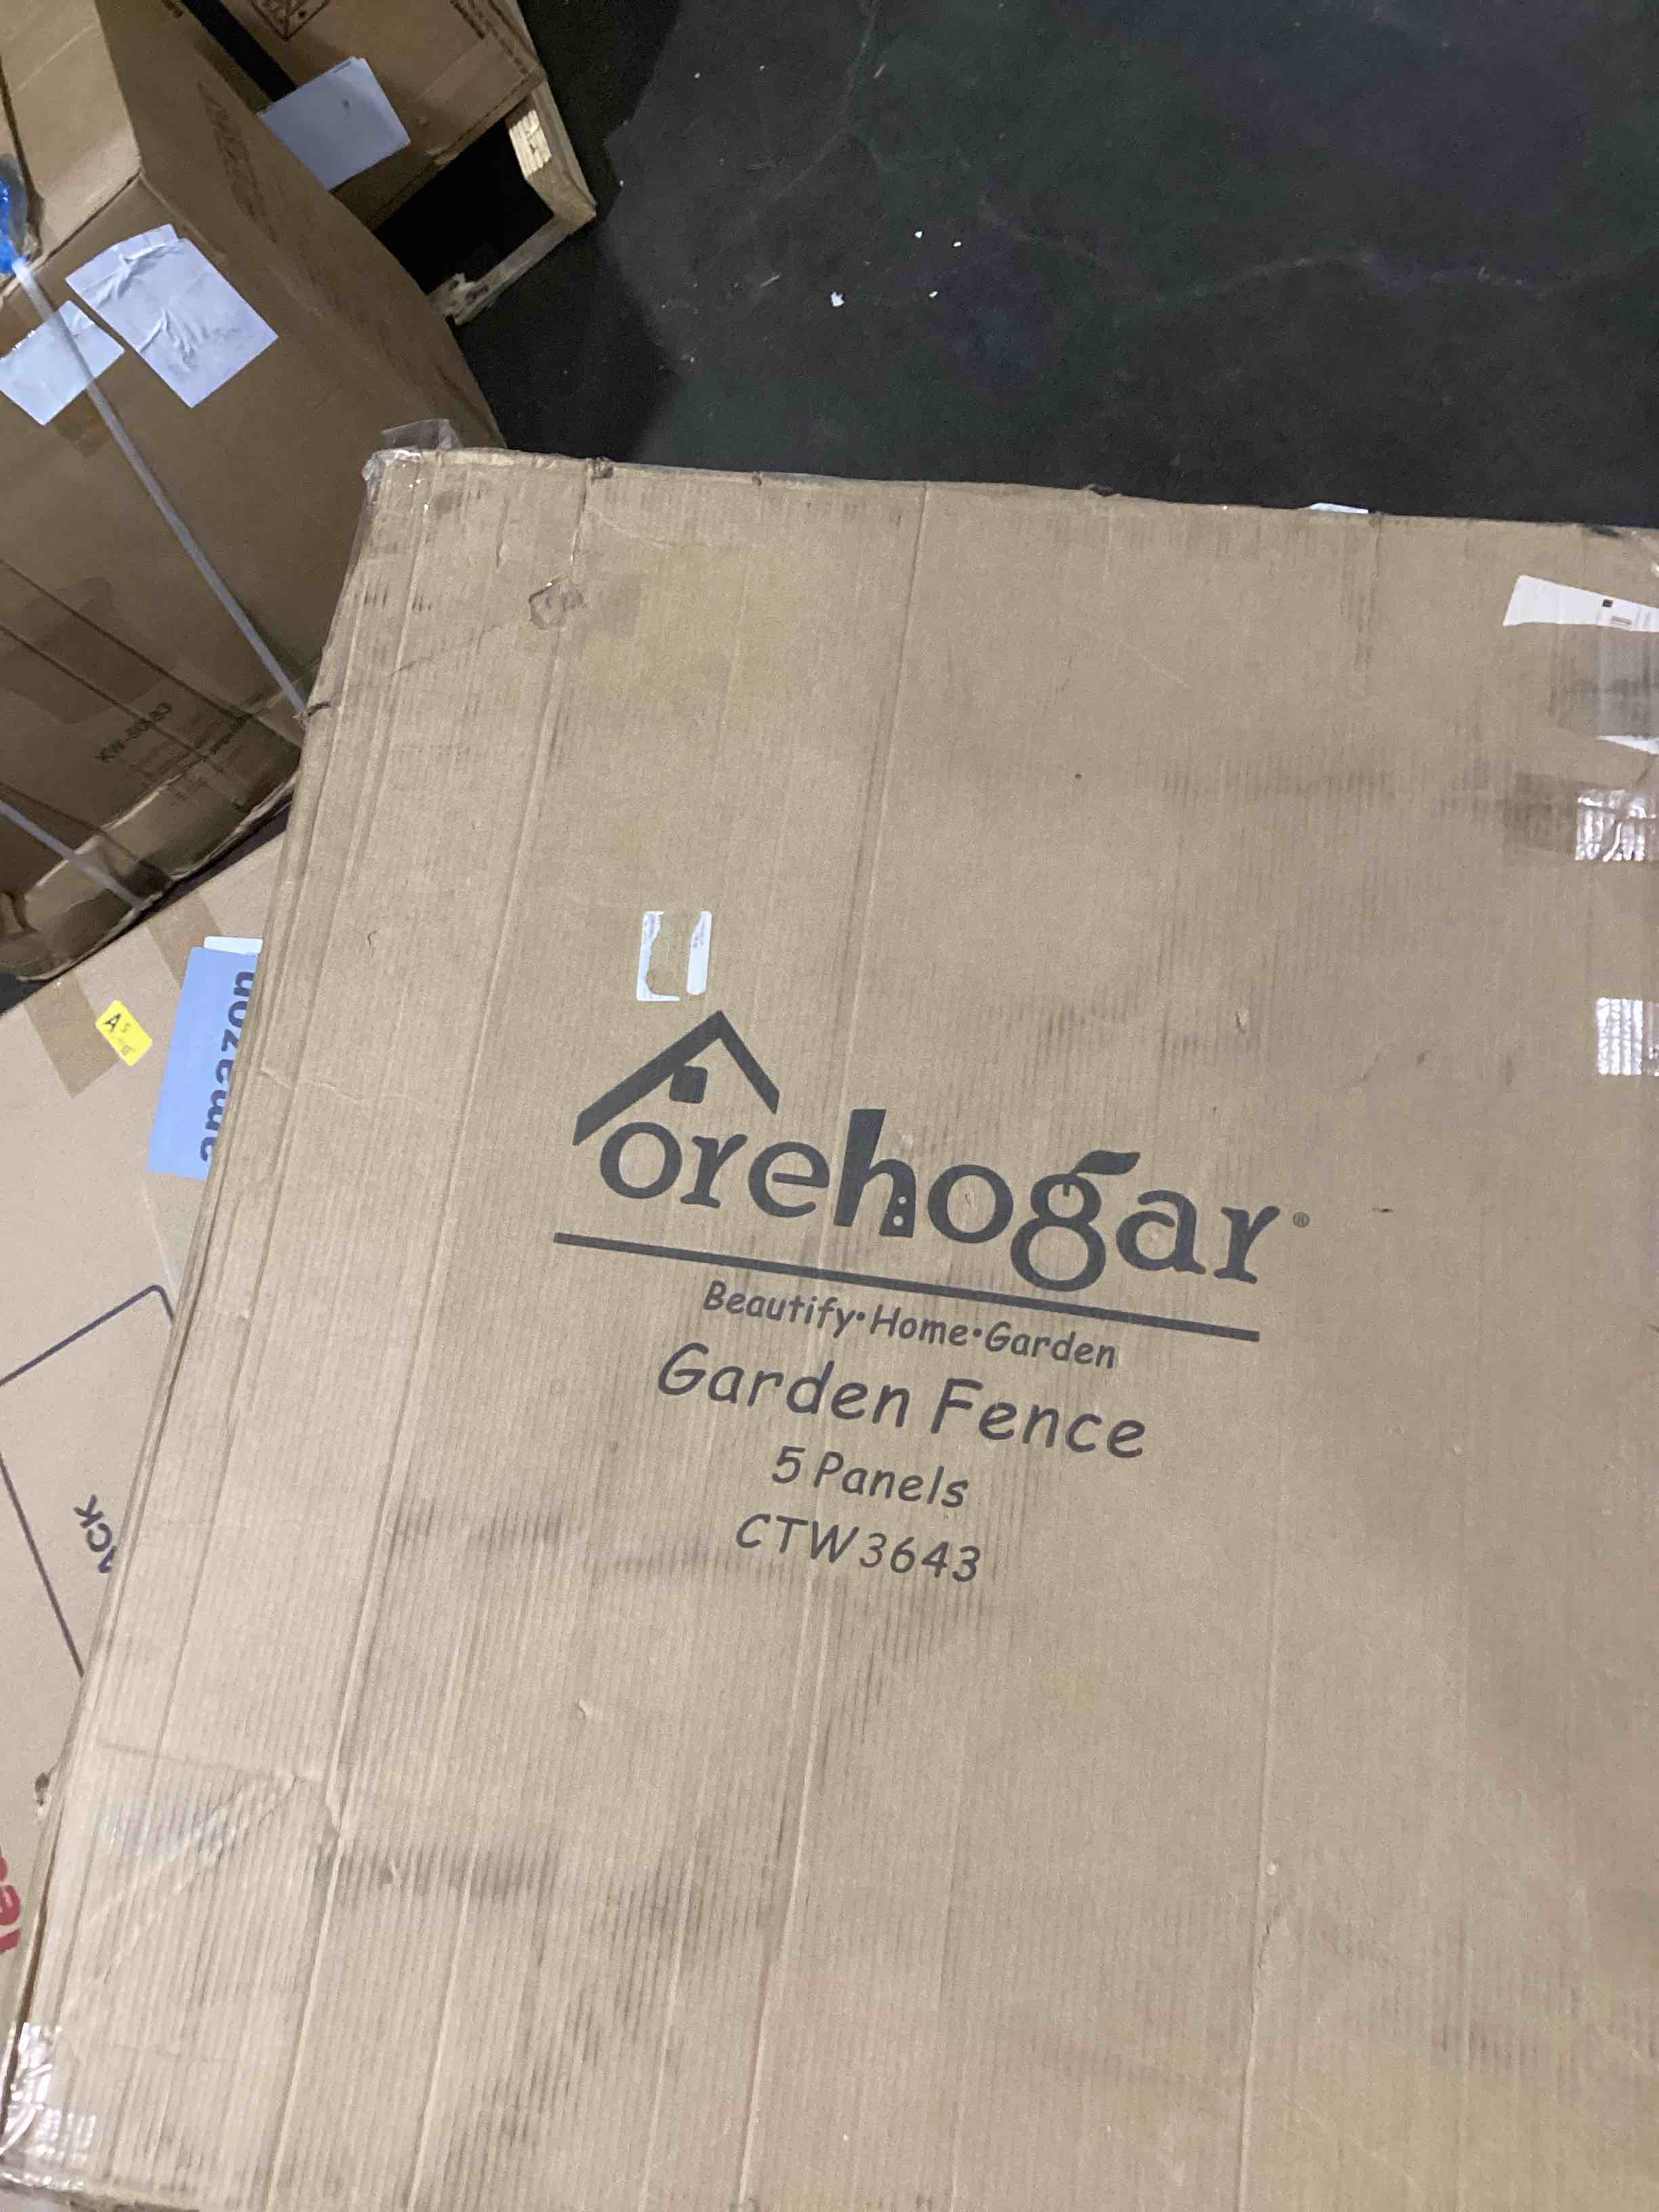 orehogar®
Beautify•Home•Garden
Garden Fence
5 Panels
CTW3643
amazon
A